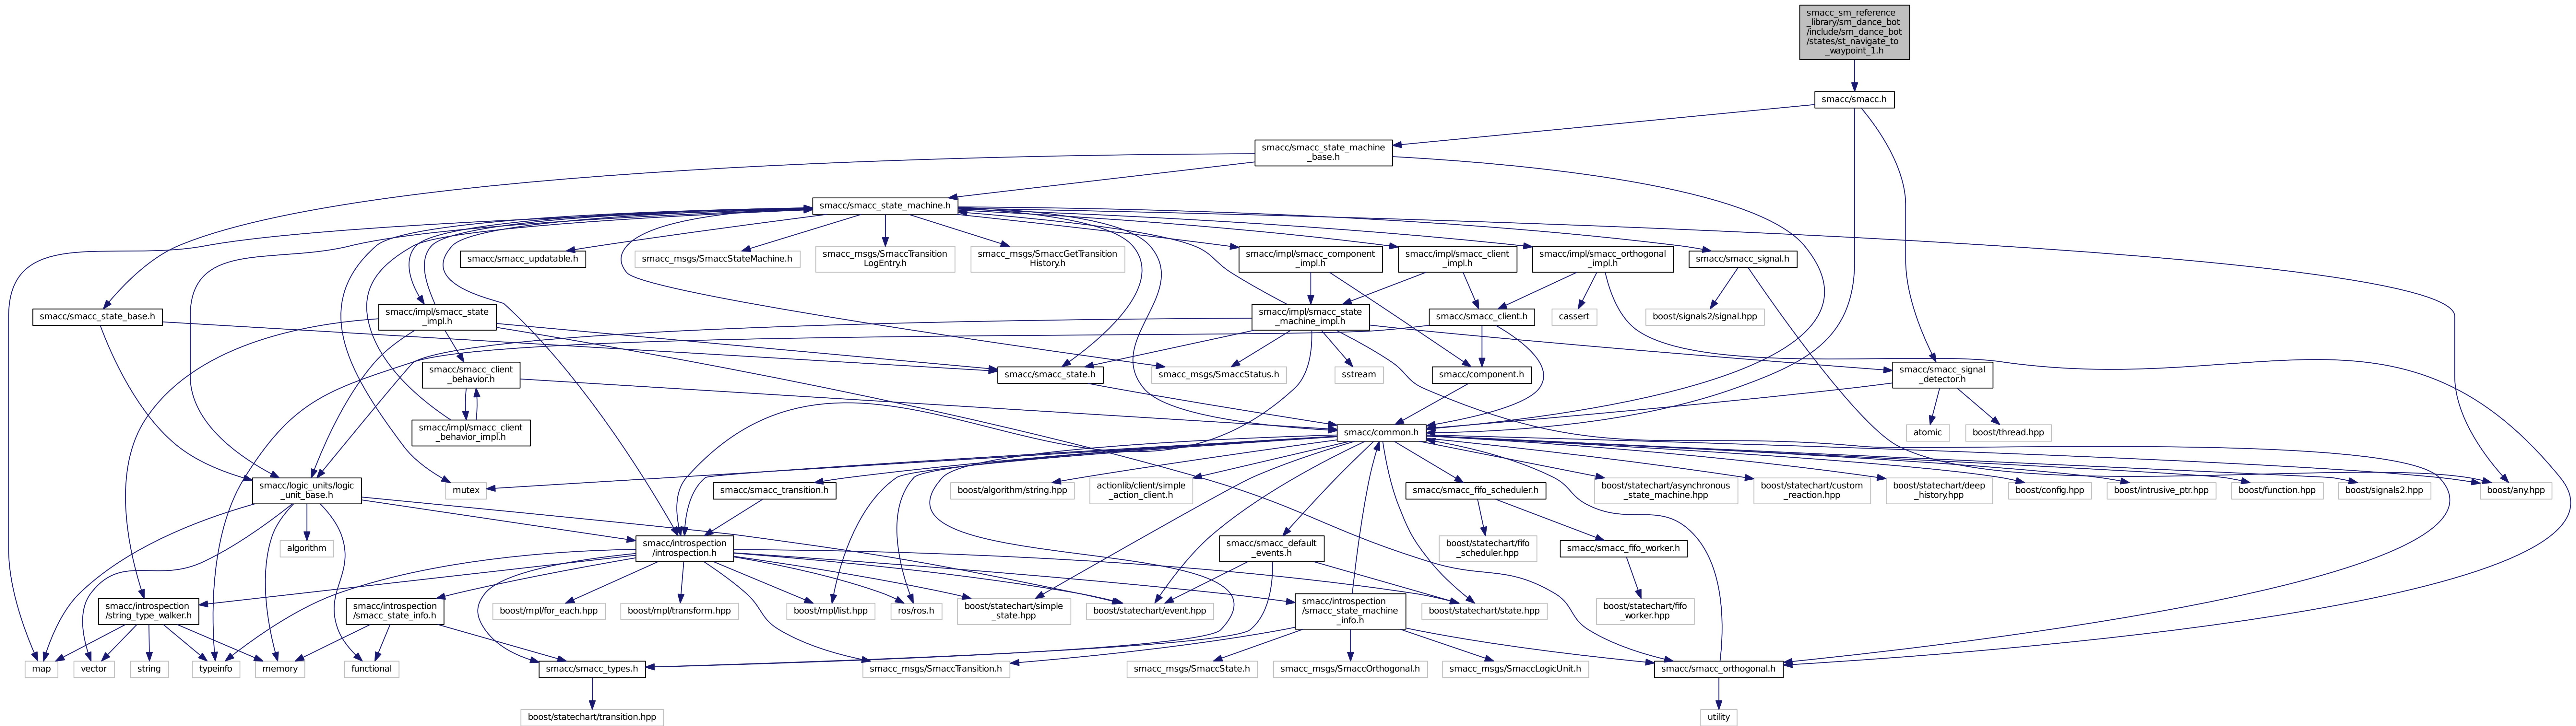 smacc_sm_reference
_library/sm_dance_bot
/include/sm_dance_bot
/states/st_navigate_to
_waypoint_1.h
smacc/smacc.h
smacc/smacc_state_machine
_base.h
smacc/smacc_state_machine.h
smacc/smacc_updatable.h
smacc_msgs/SmaccStateMachine.h
smacc_msgs/SmaccTransition
LogEntry.h
smacc_msgs/SmaccGetTransition
History.h
smacc/impl/smacc_component
_impl.h
smacc/impl/smacc_client
_impl.h
smacc/impl/smacc_orthogonal
_impl.h
smacc/smacc_signal.h
smacc/smacc_state_base.h
smacc/impl/smacc_state
_impl.h
smacc/impl/smacc_state
_machine_impl.h
smacc/smacc_client.h
cassert
boost/signals2/signal.hpp
smacc/smacc_client
_behavior.h
smacc/smacc_state.h
smacc_msgs/SmaccStatus.h
sstream
smacc/component.h
smacc/smacc_signal
_detector.h
smacc/impl/smacc_client
_behavior_impl.h
smacc/common.h
atomic
boost/thread.hpp
smacc/logic_units/logic
_unit_base.h
mutex
smacc/smacc_transition.h
boost/algorithm/string.hpp
actionlib/client/simple
_action_client.h
smacc/smacc_fifo_scheduler.h
boost/statechart/asynchronous
_state_machine.hpp
boost/statechart/custom
_reaction.hpp
boost/statechart/deep
_history.hpp
boost/config.hpp
boost/intrusive_ptr.hpp
boost/function.hpp
boost/signals2.hpp
boost/any.hpp
algorithm
smacc/introspection
/introspection.h
smacc/smacc_default
_events.h
boost/statechart/fifo
_scheduler.hpp
smacc/smacc_fifo_worker.h
smacc/introspection
/string_type_walker.h
smacc/introspection
/smacc_state_info.h
boost/mpl/for_each.hpp
boost/mpl/transform.hpp
boost/mpl/list.hpp
ros/ros.h
boost/statechart/simple
_state.hpp
boost/statechart/event.hpp
smacc/introspection
/smacc_state_machine
_info.h
boost/statechart/state.hpp
boost/statechart/fifo
_worker.hpp
map
vector
string
typeinfo
memory
functional
smacc/smacc_types.h
smacc_msgs/SmaccTransition.h
smacc_msgs/SmaccState.h
smacc_msgs/SmaccOrthogonal.h
smacc_msgs/SmaccLogicUnit.h
smacc/smacc_orthogonal.h
boost/statechart/transition.hpp
utility